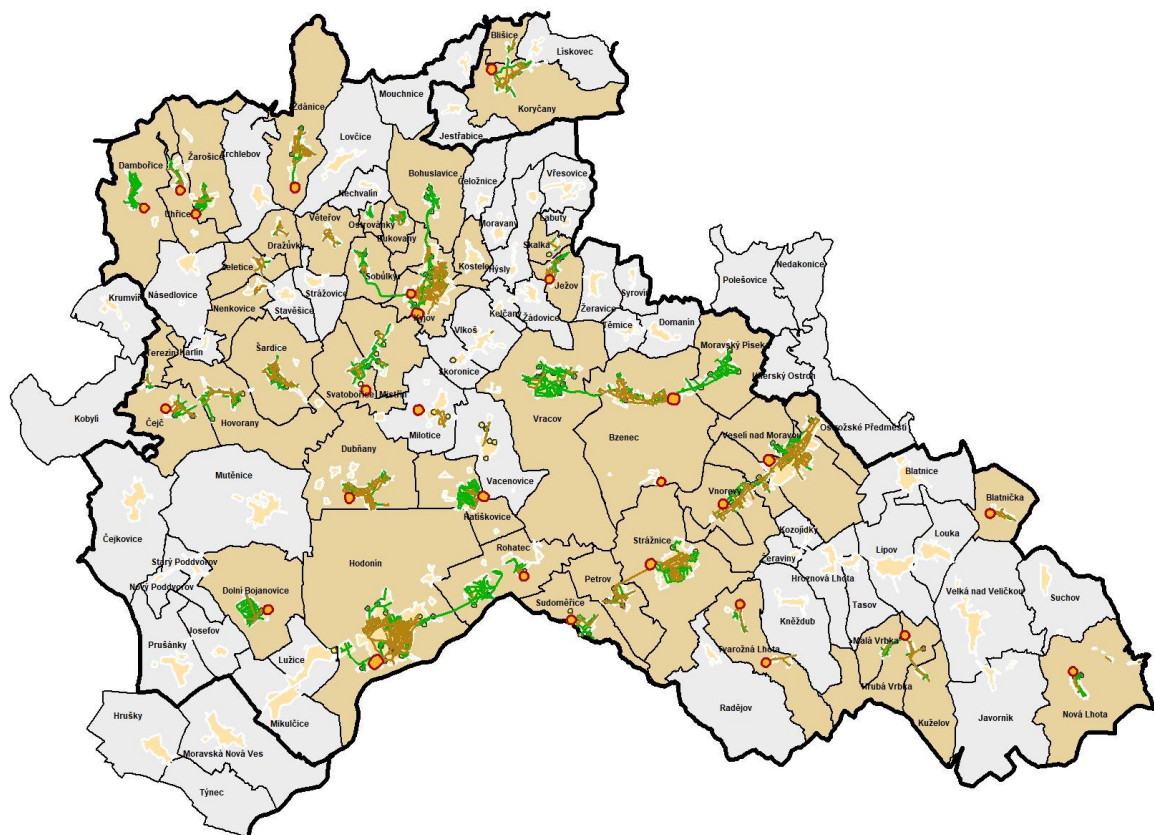 Blišice
Lískovec
Koryčany
Mouchnice
Ždánice
Lovčice
Jestřabice
Žarošice
Archlebov
Dambořice
Uhřice
Bohuslavice
Čeložnice
Vřesovice
Nechvalín
Věteřov
Ostrovánky
Bukovany
Moravany
Labuty
Skalka
Dražůvky
Želetice
Sobůlky
Kostelec
Hýsly
Ježov
Strážovice
Násedlovice
Krumvíř
Nenkovice
Stavěšice
Kyjov
Kelčany
Žádovice
Žeravice
Syrovín
Těmice
Domanín
Polešovice
Nedakonice
Moravský Písek
Uherský Ostroh
Vlkoš
Skoronice
Terezín
Karlín
Šardice
Svatobořice_Mistřín
Čejč
Hovorany
Kobylí
Milotice
Vracov
Bzenec
Veselí nad Moravou
Ostrožské Předměstí
Dubňany
Mutěnice
Vacenovice
Ratíškovice
Vnorovy
Blatnice
Blatnička
Čejkovice
Kozojídky
Žeraviny
Strážnice
Louka
Lipov
Hroznová Lhota
Starý Poddvorov
Nový Poddvorov
Dolní Bojanovice
Hodonín
Rohatec
Petrov
Sudoměřice
Tasov
Velká nad Veličkou
Suchov
Kněždub
Josefov
Prušánky
Lužice
Tvarožná Lhota
Malá Vrbka
Hrubá Vrbka
Kuželov
Radějov
Javorník
Nová Lhota
Mikulčice
Hrušky
Moravská Nová Ves
Týnec